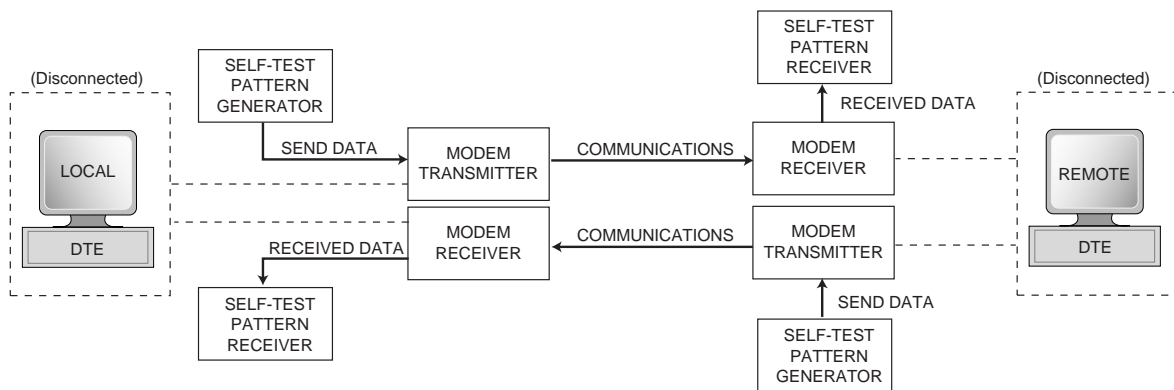 (Disconnected)
LOCAL
DTE
SELF-TEST
PATTERN
GENERATOR
SEND DATA
MODEM
TRANSMITTER
COMMUNICATIONS
MODEM
RECEIVER
RECEIVED DATA
SELF-TEST
PATTERN
RECEIVER
(Disconnected)
REMOTE
DTE
SELF-TEST
PATTERN
GENERATOR
SEND DATA
MODEM
TRANSMITTER
COMMUNICATIONS
MODEM
RECEIVER
RECEIVED DATA
SELF-TEST
PATTERN
RECEIVER